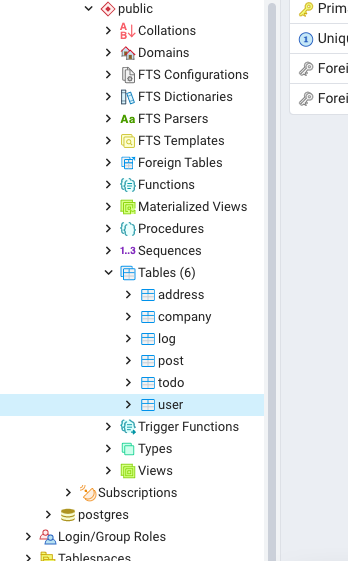 public
Collations
Domains
FTS Configurations
FTS Dictionaries
FTS Parsers
FTS Templates
Foreign Tables
Functions
Materialized Views
Procedures
1..3 Sequences
Tables (6)
address
company
log
post
todo
user
Trigger Functions
Types
Views
Subscriptions
postgres
Login/Group Roles
Tablespaces
Prim
Uniqu
Forei
Forei